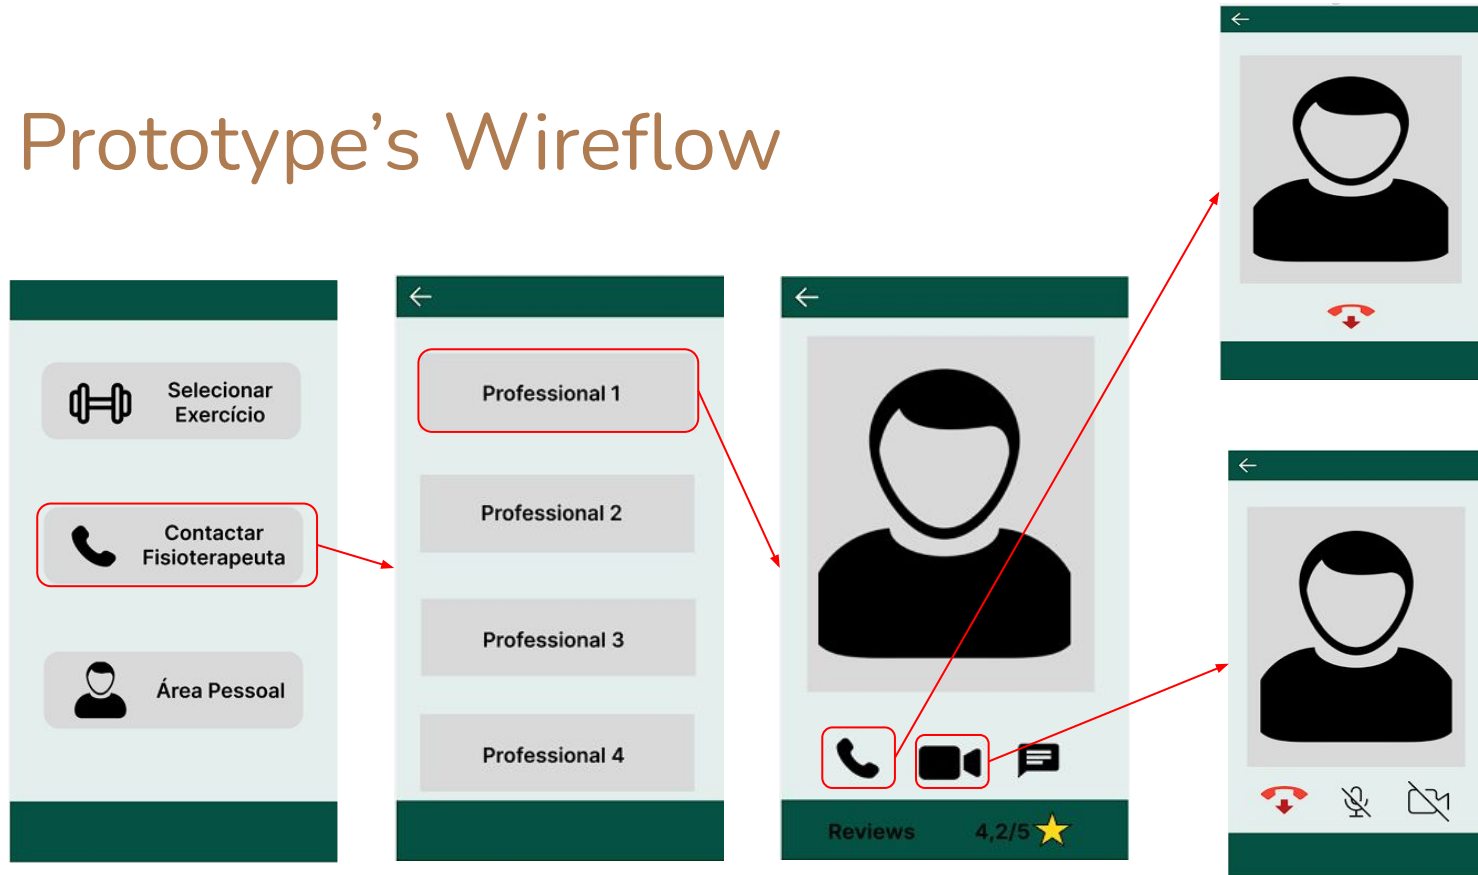 Prototype’s Wireflow
Selecionar
Exercício
Contactar
Fisioterapeuta
Área Pessoal
Professional 1
Professional 2
Professional 3
Professional 4
Reviews 4,2/5